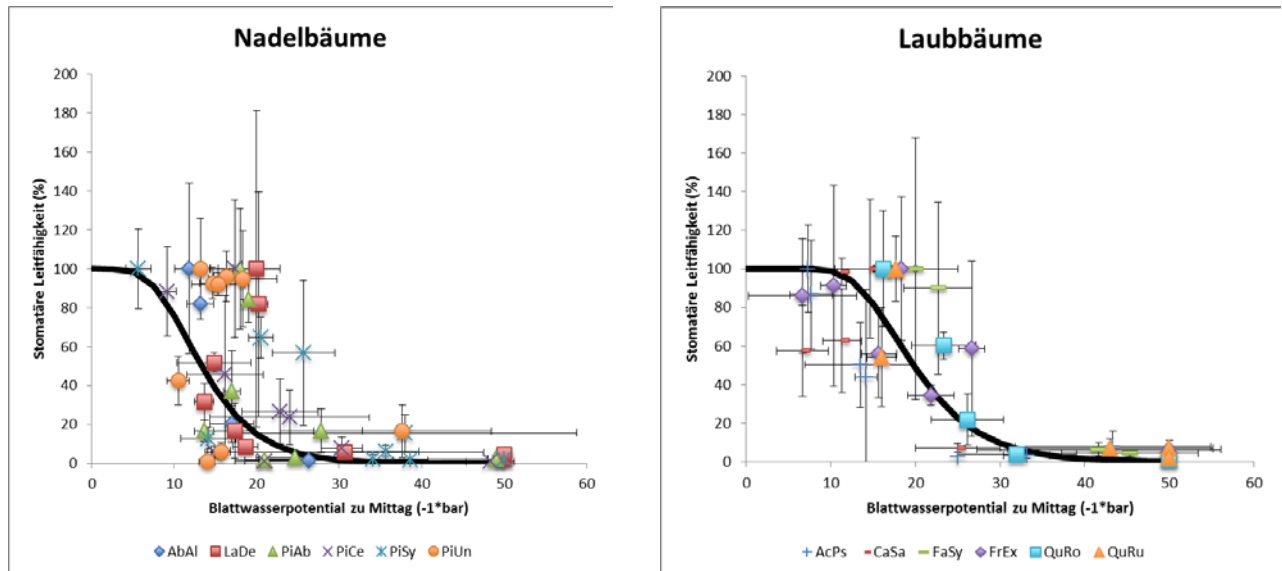 Nadelbäume
200
180
160
140
120
100
80
60
40
20
0
Stomatäre Leitfähigkeit (%)
0 10 20 30 40 50 60
Blattwasserpotential zu Mittag (-1*bar)
AbAl LaDe PiAb PiCe PiSy PiUn
Laubbäume
200
180
160
140
120
100
80
60
40
20
0
Stomatäre Leitfähigkeit (%)
0 10 20 30 40 50 60
Blattwasserpotential zu Mittag (-1*bar)
AcPs CaSa FaSy FrEx QuRo QuRu